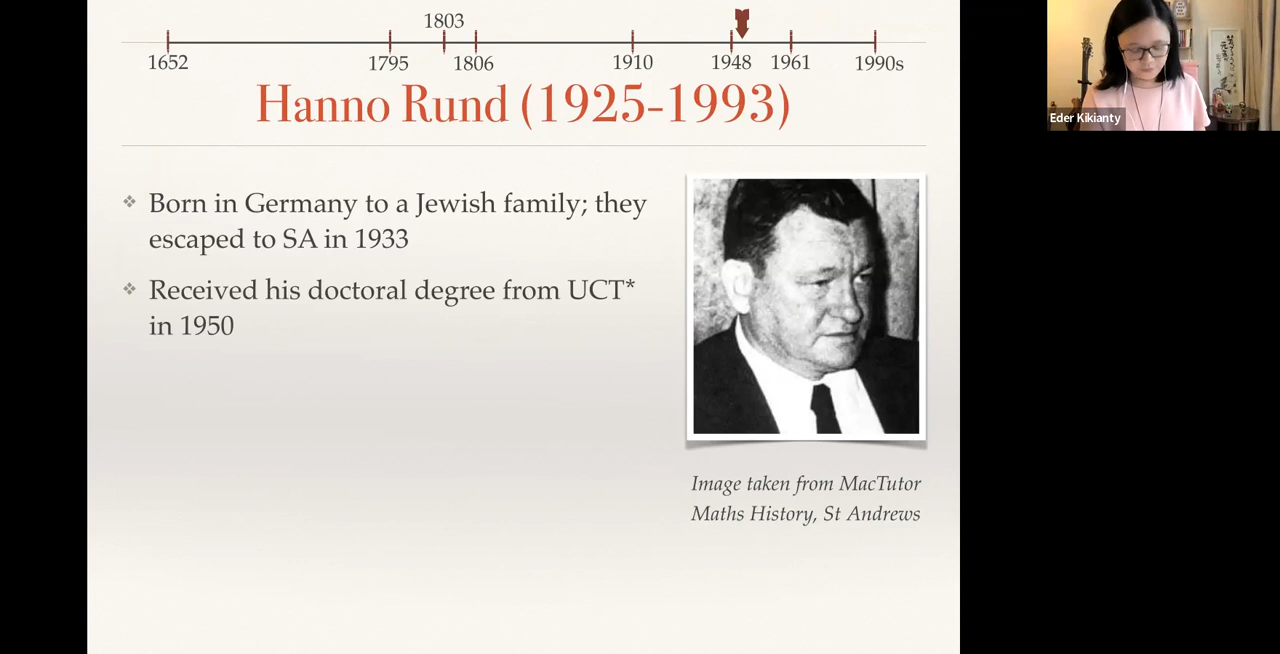 1803
1652 1795 1806 1910 1948 1961 1990s
Hanno Rund (1925-1993)
Born in Germany to a Jewish family; they
escaped to SA in 1933
Received his doctoral degree from UCT*
in 1950
Image taken from MacTutor
Maths History, St Andrews
Eder Kikianty